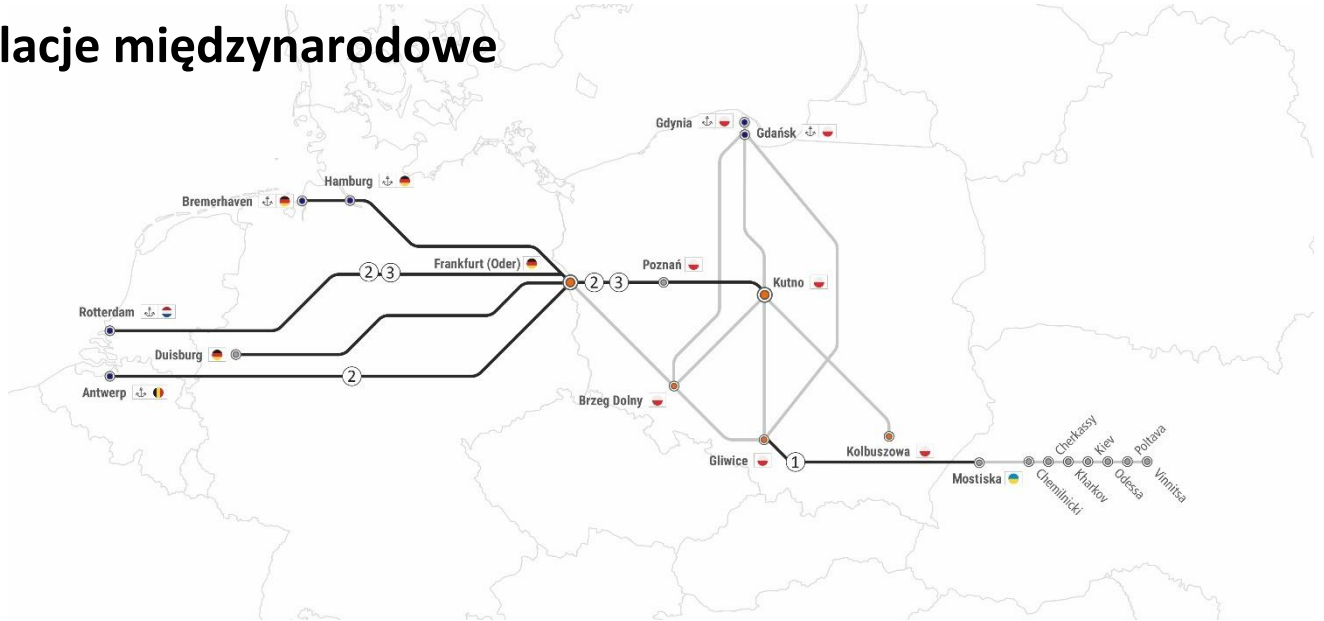 lacje międzynarodowe
Gdynia
Gdańsk
Hamburg
Bremerhaven
Frankfurt (Oder)
2 3
2 3
Poznań
Kutno
Rotterdam
Duisburg
Antwerp
2
Brzeg Dolny
Gliwice
1
Kolbuszowa
Mostiska
Chemilnicki
Cherkassy
Kharkov
Kiev
Odessa
Poltava
Vinnitsa